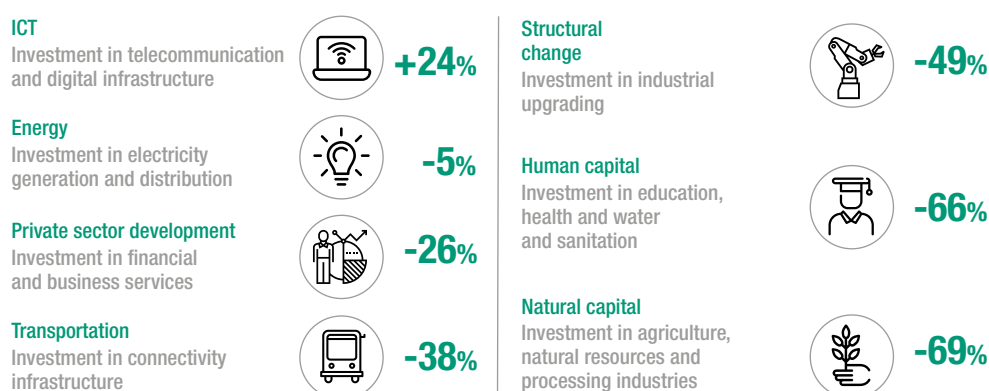 ICT
Investment in telecommunication
and digital infrastructure
+24%
Energy
Investment in electricity
generation and distribution
-5%
Private sector development
Investment in financial
and business services
-26%
Transportation
Investment in connectivity
infrastructure
-38%
Structural
change
Investment in industrial
upgrading
-49%
Human capital
Investment in education,
health and water
and sanitation
-66%
Natural capital
Investment in agriculture,
natural resources and
processing industries
-69%